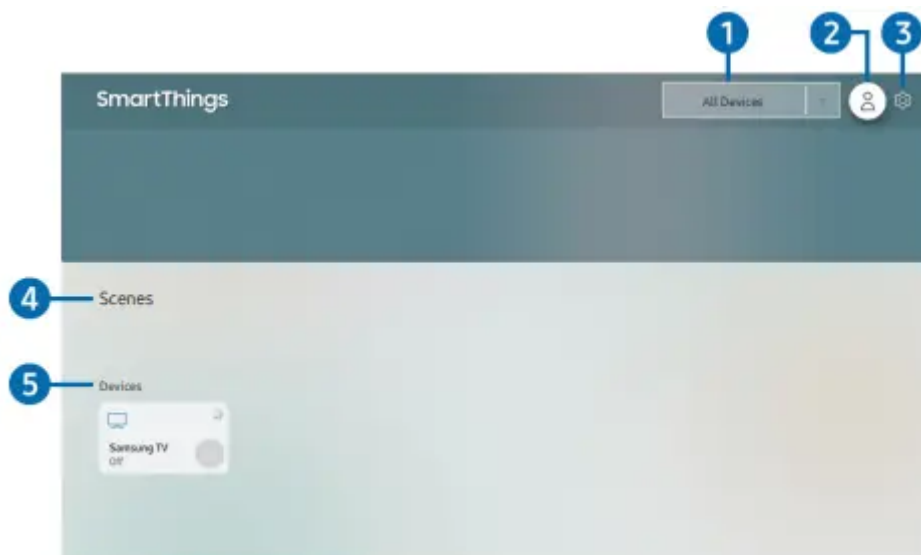 1 2 3
SmartThings
All Devices
4 Scenes
5 Devices
Samsung TV
Off